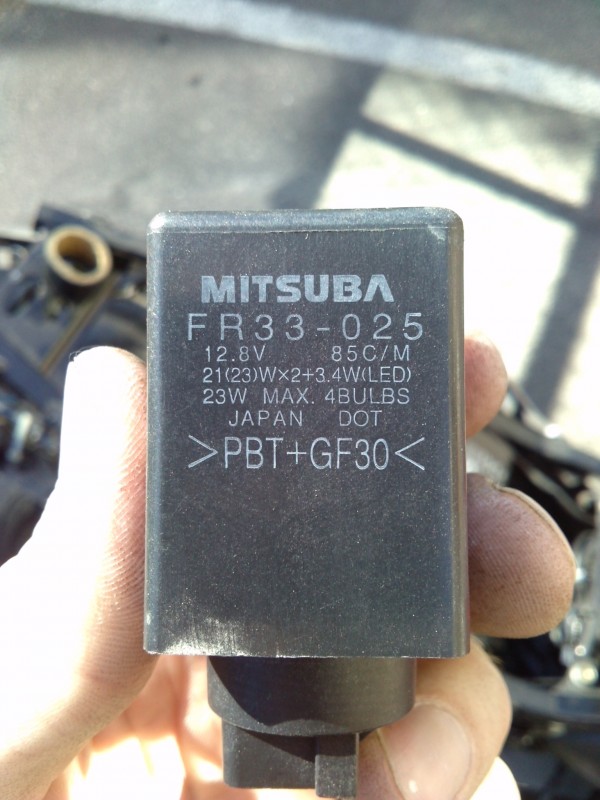 MITSUBA
FR33-025
12.8V 85C/M
21(23)W×2+3.4W(LED)
23W MAX. 4BULBS
JAPAN DOT
>PBT+GF30<